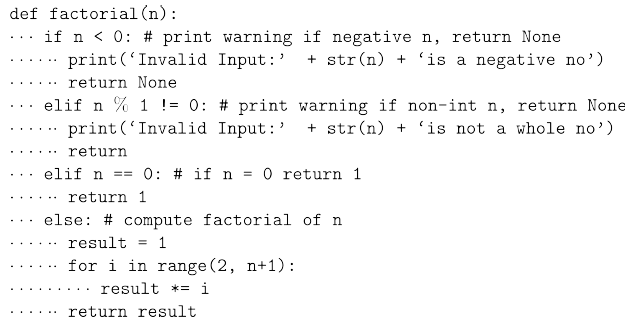 def factorial(n):
··· if n < 0: # print warning if negative n, return None
······ print(‘Invalid Input:’ + str(n) + ‘is a negative no’)
······ return None
··· elif n % 1 != 0: # print warning if non-int n, return None
······ print(‘Invalid Input:’ + str(n) + ‘is not a whole no’)
······ return
··· elif n == 0: # if n = 0 return 1
······ return 1
··· else: # compute factorial of n
······ result = 1
······ for i in range(2, n+1):
········· result *= i
······ return result